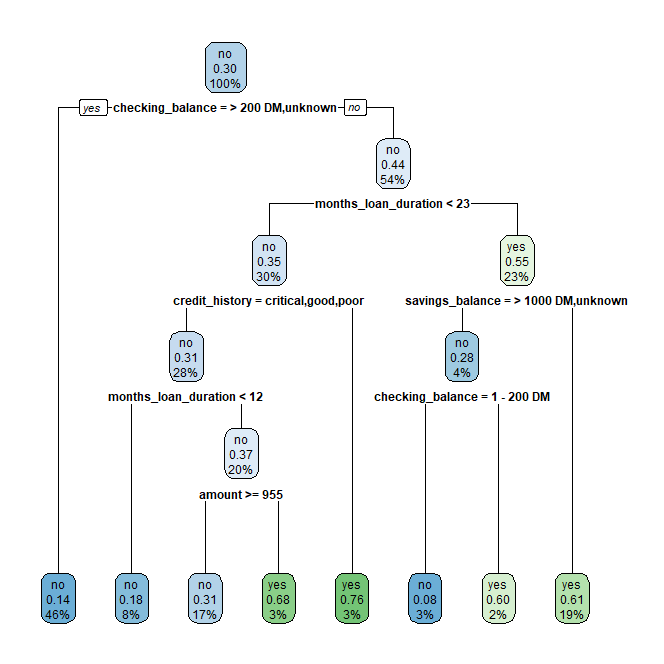 no
0.30
100%
yes checking_balance = > 200 DM,unknown no
no
0.44
54%
months_loan_duration < 23
no
0.35
30%
yes
0.55
23%
credit_history = critical,good,poor
savings_balance = > 1000 DM,unknown
no
0.31
28%
no
0.28
4%
months_loan_duration < 12
checking_balance = 1 - 200 DM
no
0.37
20%
amount >= 955
no
0.14
46%
no
0.18
8%
no
0.31
17%
yes
0.68
3%
yes
0.76
3%
no
0.08
3%
yes
0.60
2%
yes
0.61
19%